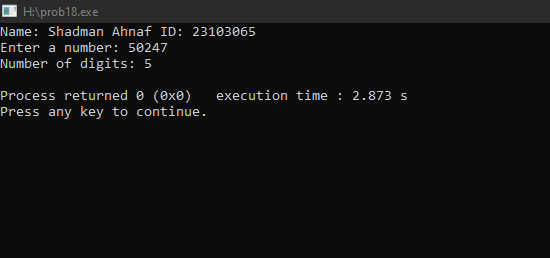 H:\prob18.exe
Name: Shadman Ahnaf ID: 23103065
Enter a number: 50247
Number of digits: 5
Process returned 0 (0x0)   execution time : 2.873 s
Press any key to continue.